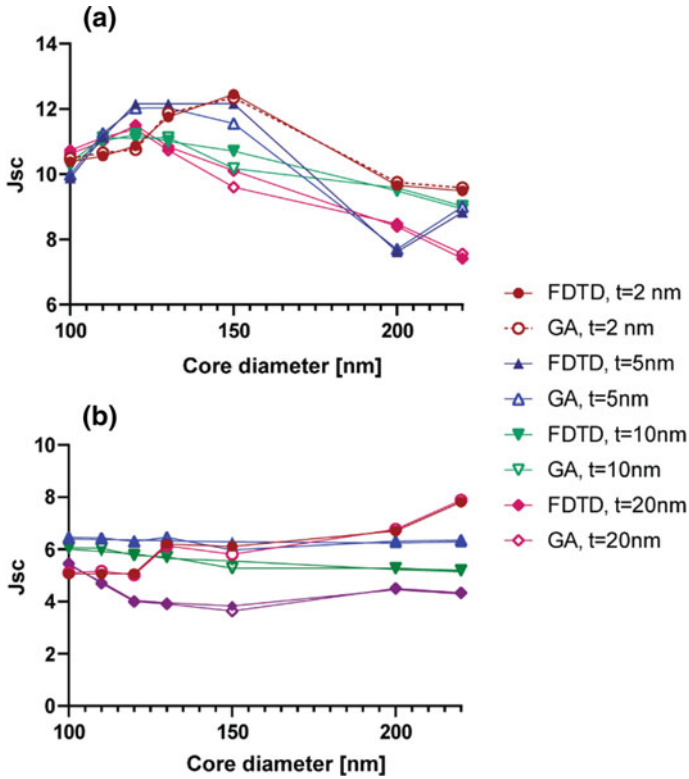 (a)
14
12
10
8
6
Jsc
100
150
200
Core diameter [nm]
FDTD, t=2 nm
GA, t=2 nm
FDTD, t=5nm
GA, t=5nm
FDTD, t=10nm
GA, t=10nm
FDTD, t=20nm
GA, t=20nm
(b)
10
8
6
4
2
0
Jsc
100
150
200
Core diameter [nm]